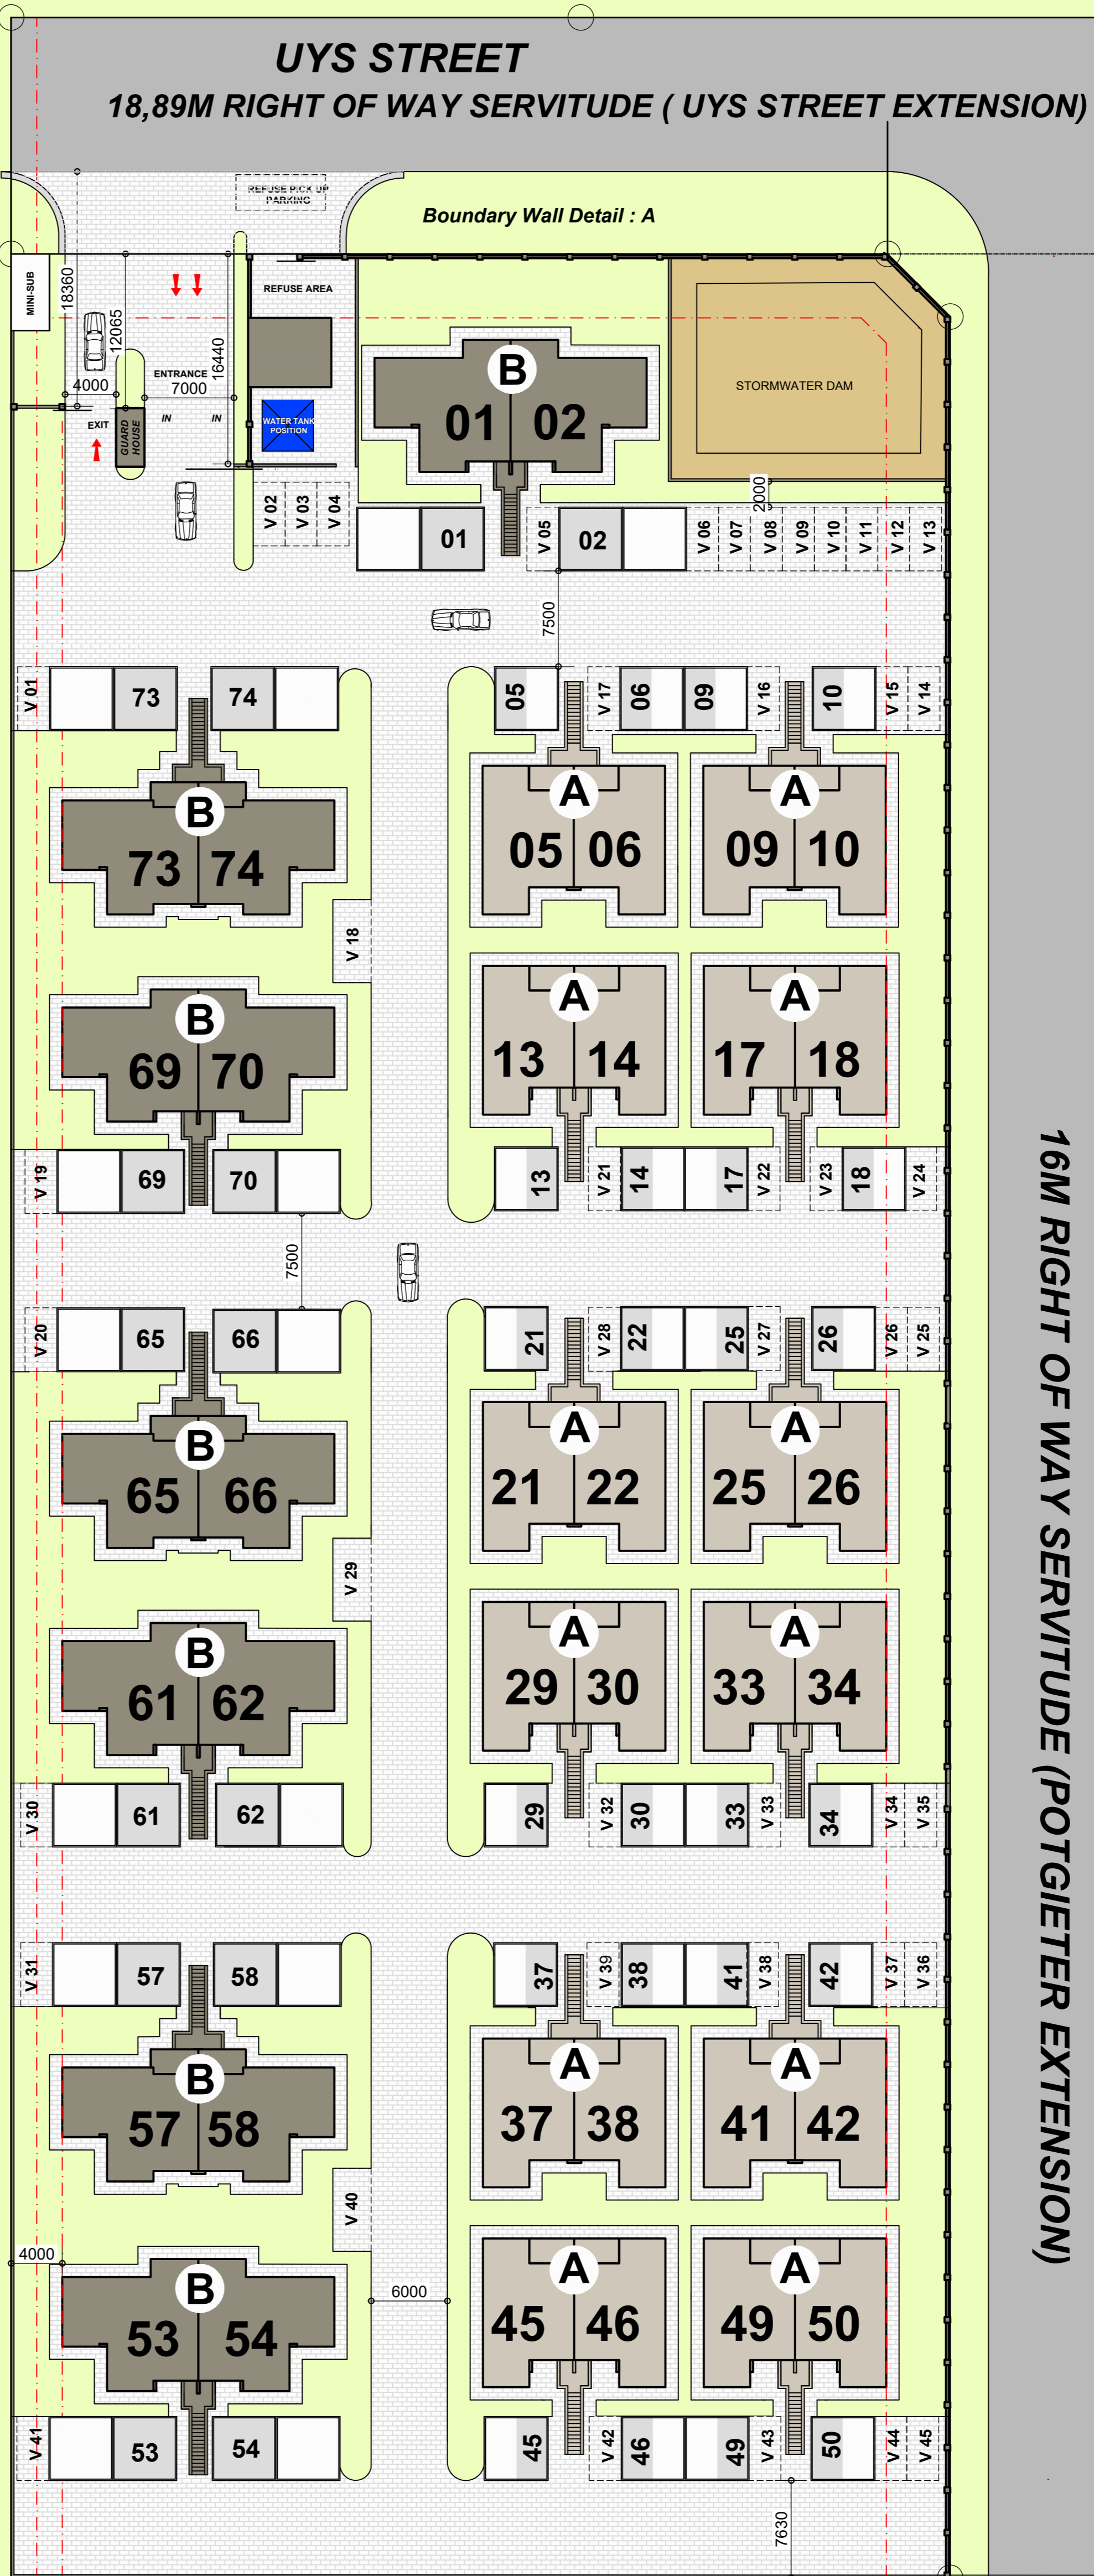 UYS STREET
18,89M RIGHT OF WAY SERVITUDE ( UYS STREET EXTENSION)
REFUSE PICK UP
PARKING
Boundary Wall Detail : A
MINI-SUB
18360
12065
16440
REFUSE AREA
ENTRANCE
4000
7000
EXIT
GUARD
HOUSE
IN
IN
WATER TANK
POSITION
B
01 02
STORMWATER DAM
2000
V 02
V 03
V 04
01
V 05
02
V 06
V 07
V 08
V 09
V 10
V 11
V 12
V 13
7500
V 01
73
74
05
V 17
06
09
V 16
10
V 15
V 14
B
73 74
A
05 06
A
09 10
V 18
B
69 70
A
13 14
A
17 18
V 19
69
70
13
V 21
14
17
V 22
V 23
18
V 24
7500
V 20
65
66
21
V 28
22
25
V 27
26
V 26
V 25
B
65 66
A
21 22
A
25 26
V 29
B
61 62
A
29 30
A
33 34
V 30
61
62
29
V 32
30
33
V 33
34
V 34
V 35
V 31
57
58
37
V 39
38
41
V 38
42
V 37
V 36
B
57 58
A
37 38
A
41 42
V 40
4000
6000
B
53 54
A
45 46
A
49 50
V 41
53
54
45
V 42
46
49
V 43
50
V 44
V 45
7630
16M RIGHT OF WAY SERVITUDE (POTGIETER EXTENSION)